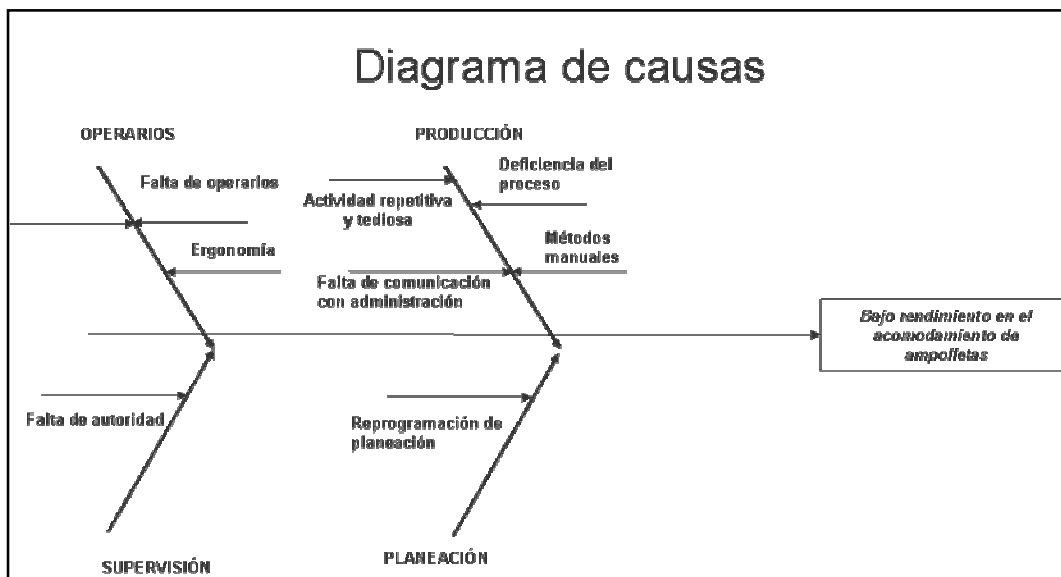 Diagrama de causas
OPERARIOS
PRODUCCIÓN
Falta de operarios
Ergonomía
Deficiencia del
proceso
Actividad repetitiva
y tediosa
Métodos
manuales
Falta de comunicación
con administración
Bajo rendimiento en el
acomodamiento de
ampolletas
Falta de autoridad
Reprogramación de
planeación
SUPERVISIÓN
PLANEACIÓN